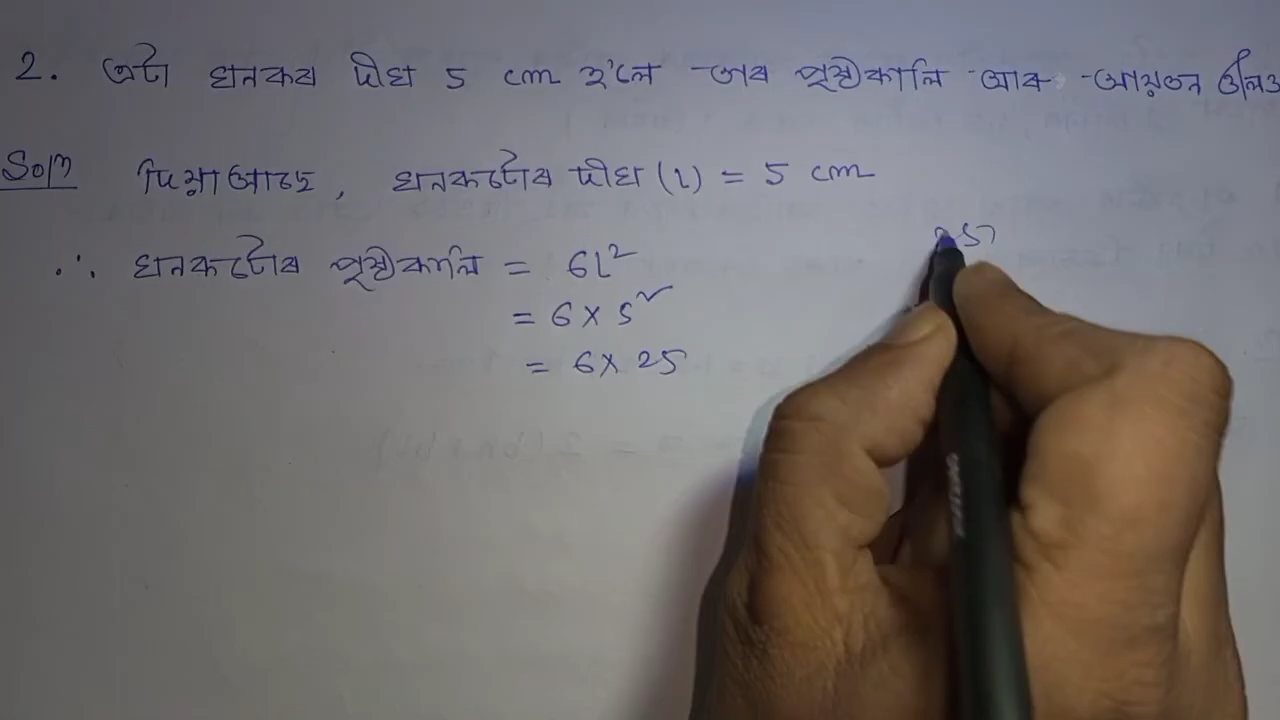 2. এটা ঘনকৰ দীঘ 5 cm হ'লে তাৰ পৃষ্ঠকালি আৰু আয়তন উলিও
Soln দিয়া আছে, ঘনকটোৰ দীঘ (l) = 5 cm
∴ ঘনকটোৰ পৃষ্ঠকালি = 6l²
= 6 × 5²
= 6 × 25